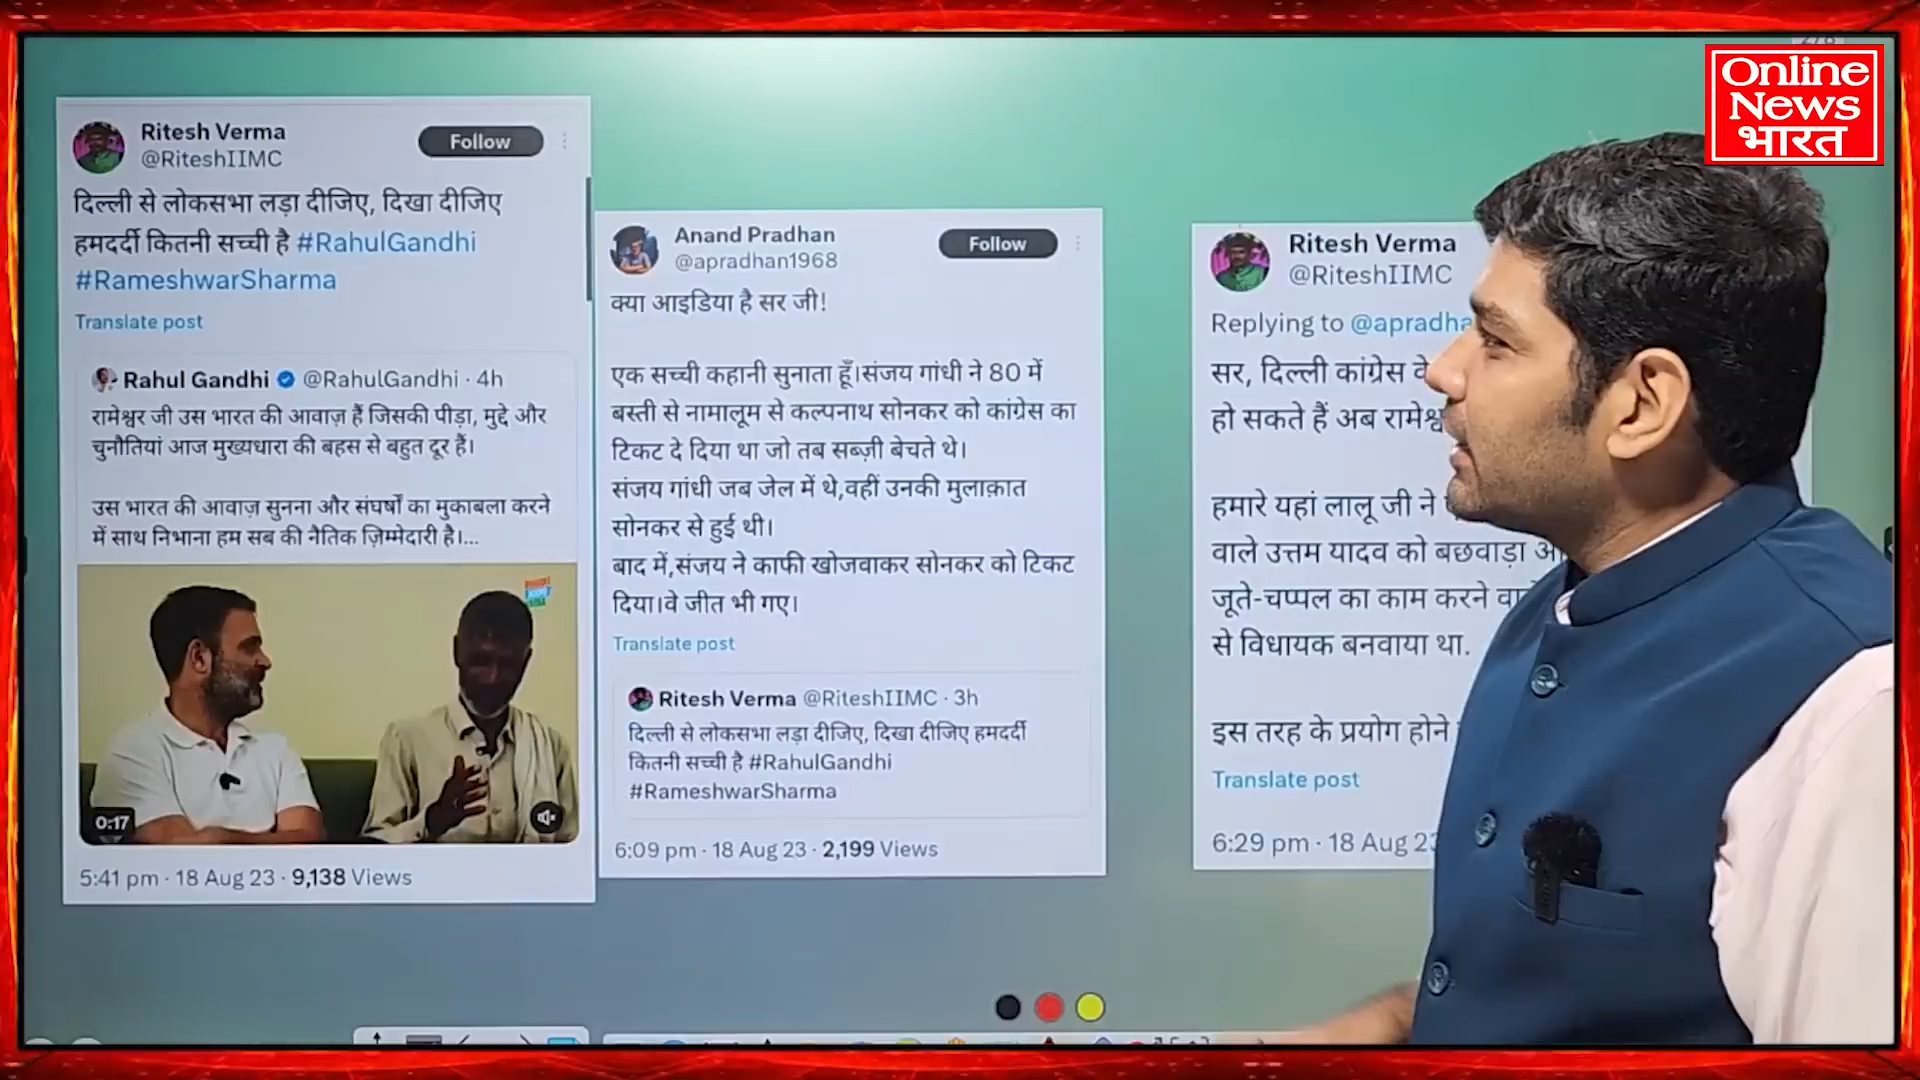 Online
News
भारत
Ritesh Verma
@RiteshIIMC
Follow
दिल्ली से लोकसभा लड़ा दीजिए, दिखा दीजिए
हमदर्दी कितनी सच्ची है #RahulGandhi
#RameshwarSharma
Translate post
Rahul Gandhi @RahulGandhi · 4h
रामेश्वर जी उस भारत की आवाज़ हैं जिसकी पीड़ा, मुद्दे और
चुनौतियां आज मुख्यधारा की बहस से बहुत दूर हैं।
उस भारत की आवाज़ सुनना और संघर्षों का मुकाबला करने
में साथ निभाना हम सब की नैतिक ज़िम्मेदारी है।...
0:17
5:41 pm · 18 Aug 23 · 9,138 Views
Anand Pradhan
@apradhan1968
Follow
क्या आइडिया है सर जी!
एक सच्ची कहानी सुनाता हूँ।संजय गांधी ने 80 में
बस्ती से नामालूम से कल्पनाथ सोनकर को कांग्रेस का
टिकट दे दिया था जो तब सब्ज़ी बेचते थे।
संजय गांधी जब जेल में थे,वहीं उनकी मुलाक़ात
सोनकर से हुई थी।
बाद में,संजय ने काफी खोजवाकर सोनकर को टिकट
दिया।वे जीत भी गए।
Translate post
Ritesh Verma @RiteshIIMC · 3h
दिल्ली से लोकसभा लड़ा दीजिए, दिखा दीजिए हमदर्दी
कितनी सच्ची है #RahulGandhi
#RameshwarSharma
6:09 pm · 18 Aug 23 · 2,199 Views
Ritesh Verma
@RiteshIIMC
Replying to @apradha
सर, दिल्ली कांग्रेस
हो सकते हैं अब
हमारे यहां लालू जी ने
वाले उत्तम यादव को बछवाड़ा
जूते-चप्पल का काम करने
से विधायक बनवाया था.
इस तरह के प्रयोग होने
Translate post
6:29 pm · 18 Aug